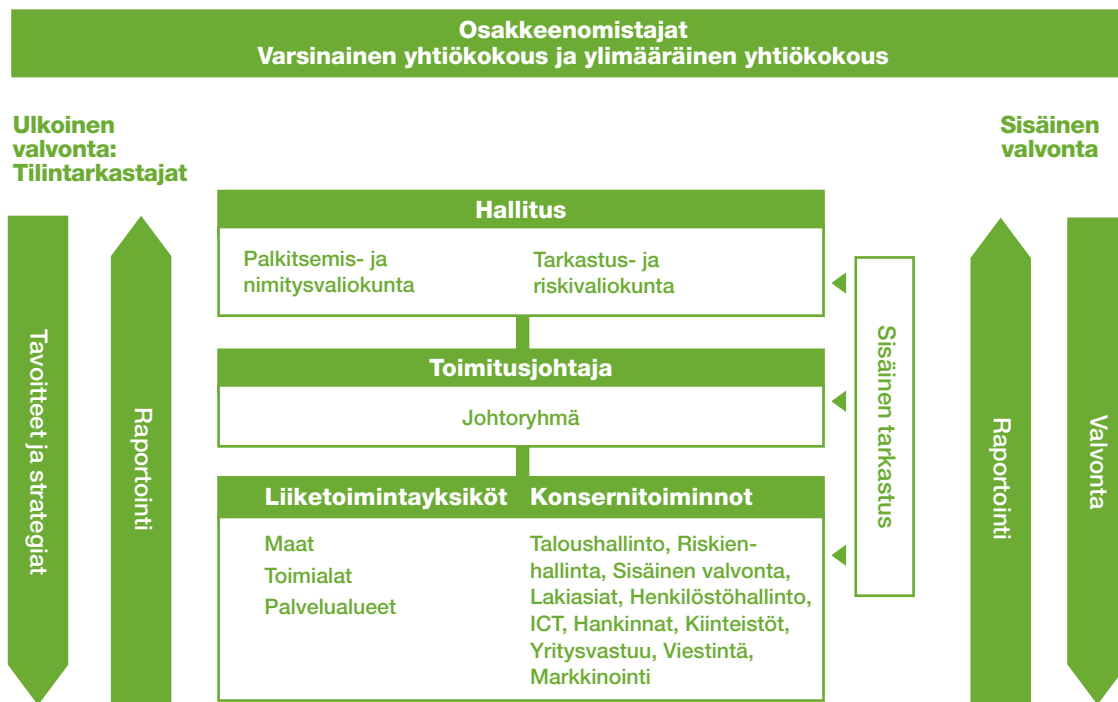 Osakkeenomistajat
Varsinainen yhtiökokous ja ylimääräinen yhtiökokous
Ulkoinen
valvonta:
Tilintarkastajat
Sisäinen
valvonta
Tavoitteet ja strategiat
Raportointi
Hallitus
Palkitsemis- ja
nimitysvaliokunta
Tarkastus- ja
riskivaliokunta
Toimitusjohtaja
Johtoryhmä
Liiketoimintayksiköt
Maat
Toimialat
Palvelualueet
Konsernitoiminnot
Taloushallinto, Riskien-
hallinta, Sisäinen valvonta,
Lakiasiat, Henkilöstöhallinto,
ICT, Hankinnat, Kiinteistöt,
Yritysvastuu, Viestintä,
Markkinointi
Sisäinen tarkastus
Raportointi
Valvonta